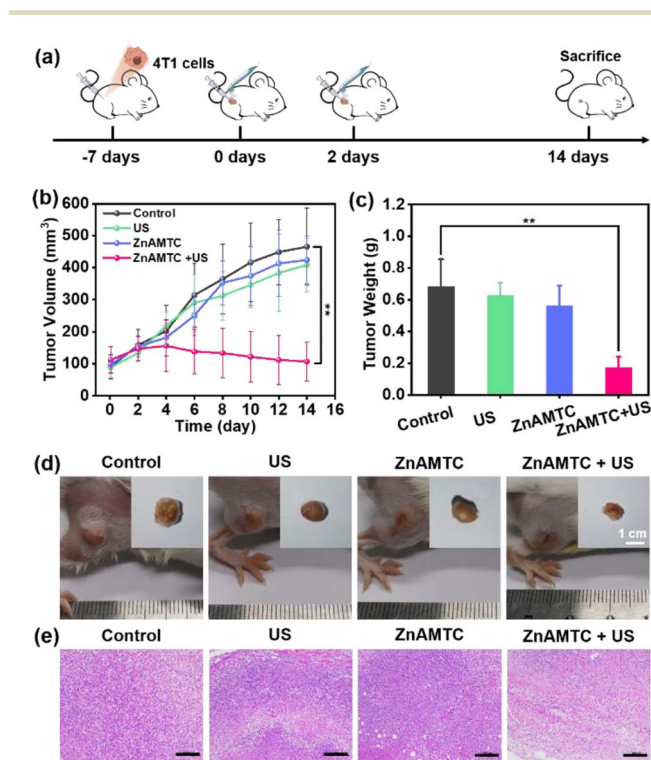 (a)
4T1 cells
Sacrifice
-7 days
0 days
2 days
14 days
(b)
Tumor Volume (mm³)
600
500
400
300
200
100
0
Control
US
ZnAMTC
ZnAMTC +US
**
0 2 4 6 8 10 12 14 16
Time (day)
(c)
Tumor Weight (g)
1.2
1.0
0.8
0.6
0.4
0.2
0.0
**
Control
US
ZnAMTC
ZnAMTC+US
(d)
Control
US
ZnAMTC
ZnAMTC + US
1 cm
(e)
Control
US
ZnAMTC
ZnAMTC + US